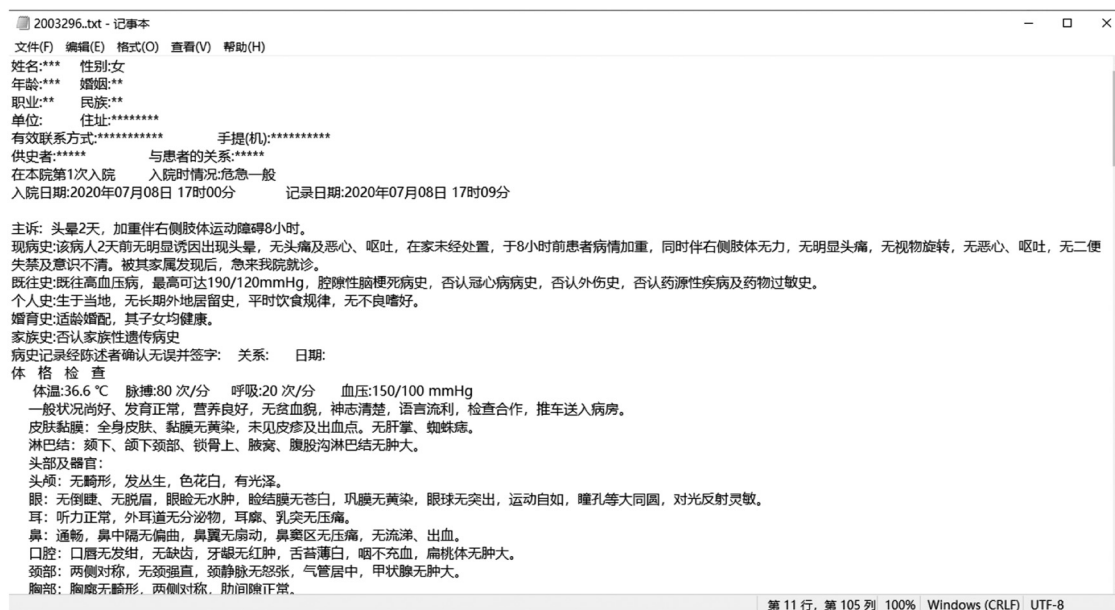 2003296..txt - 记事本
文件(F) 编辑(E) 格式(O) 查看(V) 帮助(H)
姓名:*** 性别:女
年龄:*** 婚姻:**
职业:** 民族:**
单位: 住址:********
有效联系方式:*********** 手提(机):**********
供史者:***** 与患者的关系:*****
在本院第1次入院 入院时情况:危急一般
入院日期:2020年07月08日 17时00分 记录日期:2020年07月08日 17时09分
主诉: 头晕2天,加重伴右侧肢体运动障碍8小时。
现病史:该病人2天前无明显诱因出现头晕,无头痛及恶心、呕吐,在家未经处置,于8小时前患者病情加重,同时伴右侧肢体无力,无明显头痛,无视物旋转,无恶心、呕吐,无二便
失禁及意识不清。被其家属发现后,急来我院就诊。
既往史:既往高血压病,最高可达190/120mmHg,腔隙性脑梗死病史,否认冠心病病史,否认外伤史,否认药源性疾病及药物过敏史。
个人史:生于当地,无长期外地居留史,平时饮食规律,无不良嗜好。
婚育史:适龄婚配,其子女均健康。
家族史:否认家族性遗传病史
病史记录经陈述者确认无误并签字: 关系: 日期:
体 格 检 查
体温:36.6 ℃ 脉搏:80 次/分 呼吸:20 次/分 血压:150/100 mmHg
一般状况尚好、发育正常,营养良好,无贫血貌,神志清楚,语言流利,检查合作,推车送入病房。
皮肤黏膜:全身皮肤、黏膜无黄染,未见皮疹及出血点。无肝掌、蜘蛛痣。
淋巴结:颏下、颌下颈部、锁骨上、腋窝、腹股沟淋巴结无肿大。
头部及器官:
头颅:无畸形,发丛生,色花白,有光泽。
眼:无倒睫、无脱眉,眼睑无水肿,睑结膜无苍白,巩膜无黄染,眼球无突出,运动自如,瞳孔等大同圆,对光反射灵敏。
耳:听力正常,外耳道无分泌物,耳廓、乳突无压痛。
鼻:通畅,鼻中隔无偏曲,鼻翼无扇动,鼻窦区无压痛,无流涕、出血。
口腔:口唇无发绀,无缺齿,牙龈无红肿,舌苔薄白,咽不充血,扁桃体无肿大。
颈部:两侧对称,无颈强直,颈静脉无怒张,气管居中,甲状腺无肿大。
胸部:胸廓无畸形,两侧对称,肋间隙正常。
第 11 行,第 105 列 100% Windows (CRLF) UTF-8